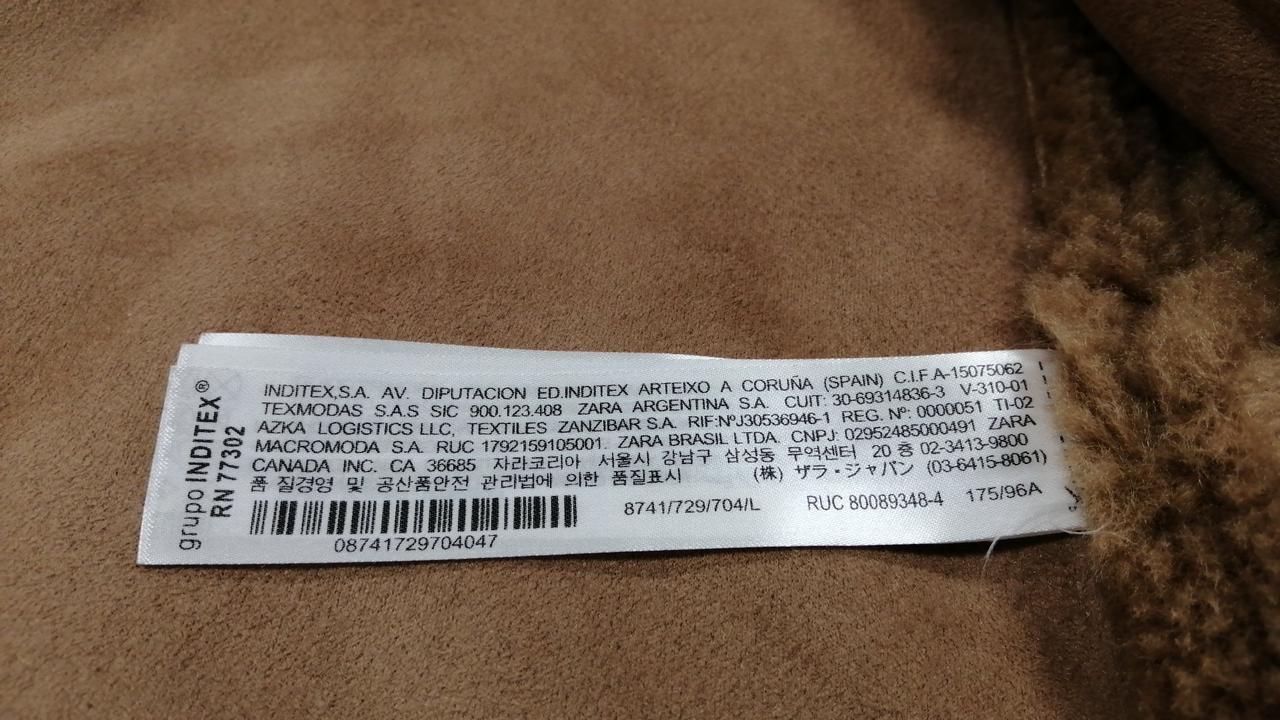 grupo INDITEX®
RN 77302
INDITEX,S.A. AV. DIPUTACION ED.INDITEX ARTEIXO A CORUÑA (SPAIN) C.I.F.A-15075062
TEXMODAS S.A.S SIC 900.123.408 ZARA ARGENTINA S.A. CUIT: 30-69314836-3 V-310-01
AZKA LOGISTICS LLC, TEXTILES ZANZIBAR S.A. RIF:NºJ30536946-1 REG. Nº: 0000051 TI-02
MACROMODA S.A. RUC 1792159105001. ZARA BRASIL LTDA. CNPJ: 02952485000491 ZARA
CANADA INC. CA 36685 자라코리아 서울시 강남구 삼성동 무역센터 20 층 02-3413-9800
품 질경영 및 공산품안전 관리법에 의한 품질표시 (株) ザラ・ジャパン (03-6415-8061)
8741/729/704/L RUC 80089348-4 175/96A
08741729704047